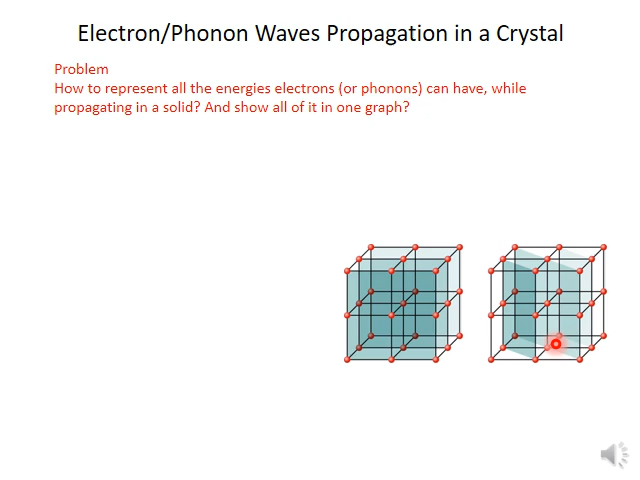 Electron/Phonon Waves Propagation in a Crystal
Problem
How to represent all the energies electrons (or phonons) can have, while
propagating in a solid? And show all of it in one graph?